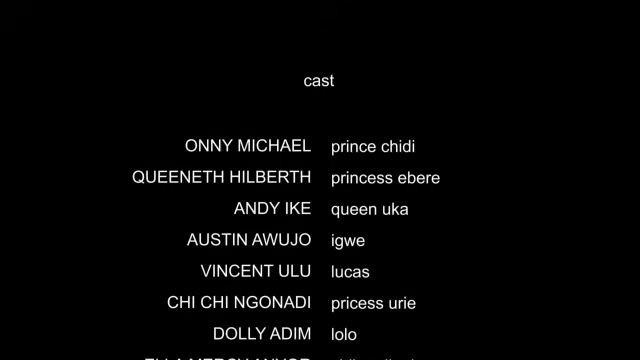 cast
ONNY MICHAEL prince chidi
QUEENETH HILBERTH princess ebere
ANDY IKE queen uka
AUSTIN AWUJO igwe
VINCENT ULU lucas
CHI CHI NGONADI pricess urie
DOLLY ADIM lolo